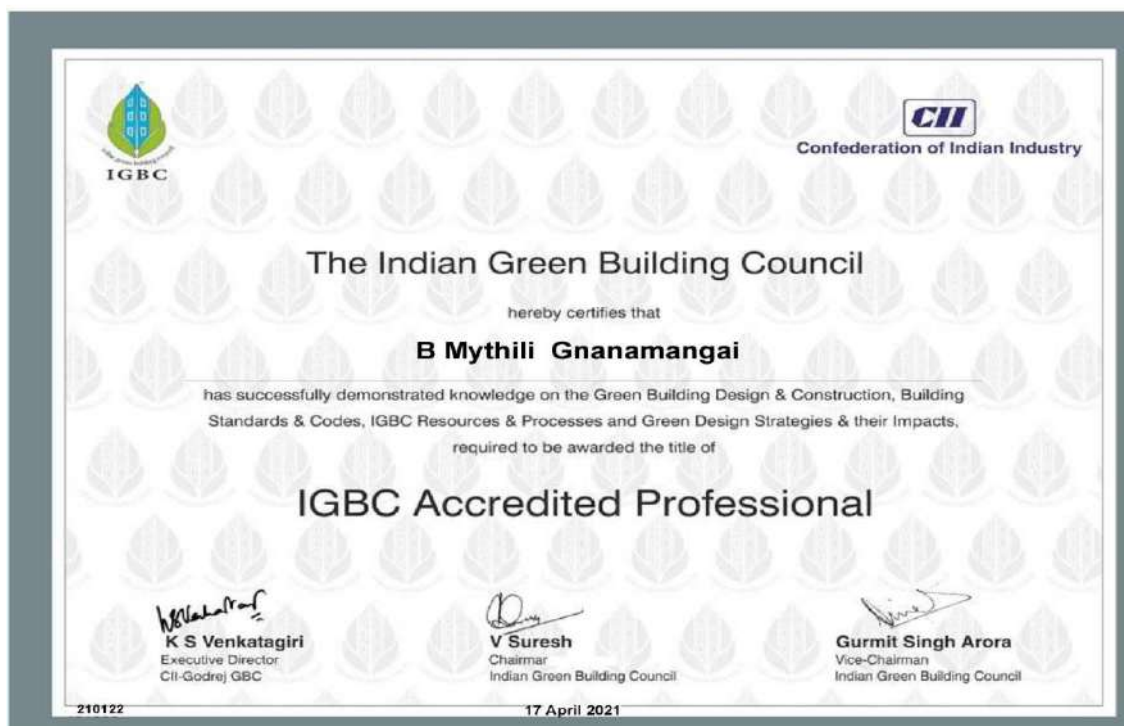 IGBC
CII
Confederation of Indian Industry
The Indian Green Building Council
hereby certifies that
B Mythili Gnanamangai
has successfully demonstrated knowledge on the Green Building Design & Construction, Building
Standards & Codes, IGBC Resources & Processes and Green Design Strategies & their Impacts,
required to be awarded the title of
IGBC Accredited Professional
K S Venkatagiri
Executive Director
CII-Godrej GBC
V Suresh
Chairman
Indian Green Building Council
Gurmit Singh Arora
Vice-Chairman
Indian Green Building Council
210122
17 April 2021